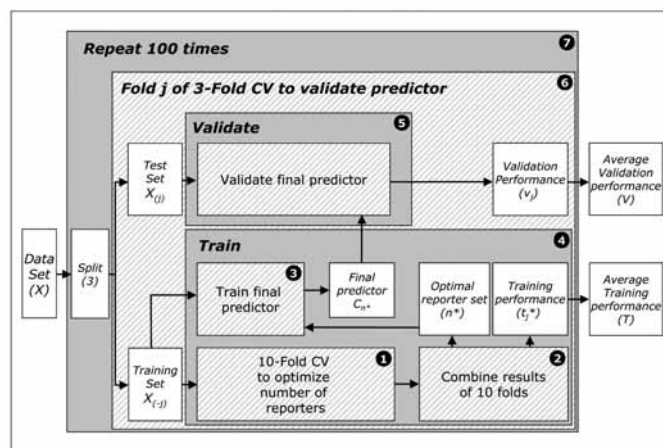 Repeat 100 times
7
Fold j of 3-Fold CV to validate predictor
6
Validate
5
Test
Set
X(j)
Validate final predictor
Validation
Performance
(vj)
Average
Validation
performance
(V)
Data
Set
(X)
Split
(3)
Train
4
Train final
predictor
3
Final
predictor
Cn*
Optimal
reporter set
(n*)
Training
performance
(tj*)
Average
Training
performance
(T)
Training
Set
X(-j)
10-Fold CV
to optimize
number of
reporters
1
Combine results
of 10 folds
2